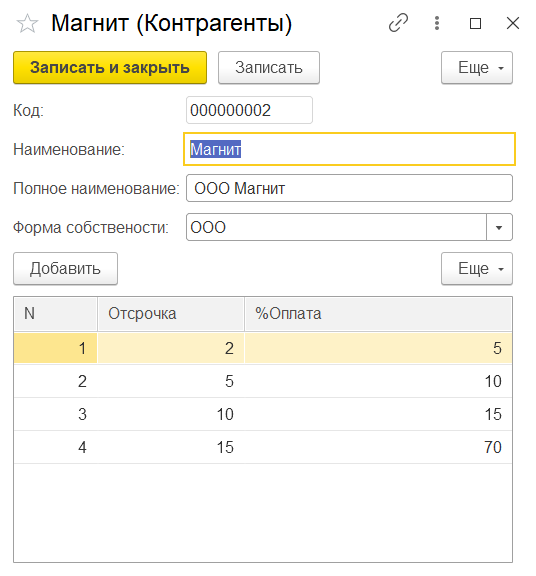 Магнит (Контрагенты)
Записать и закрыть Записать Еще
Код: 000000002
Наименование: Магнит
Полное наименование: ООО Магнит
Форма собствености: ООО
Добавить Еще
N Отсрочка %Оплата
1 2 5
2 5 10
3 10 15
4 15 70